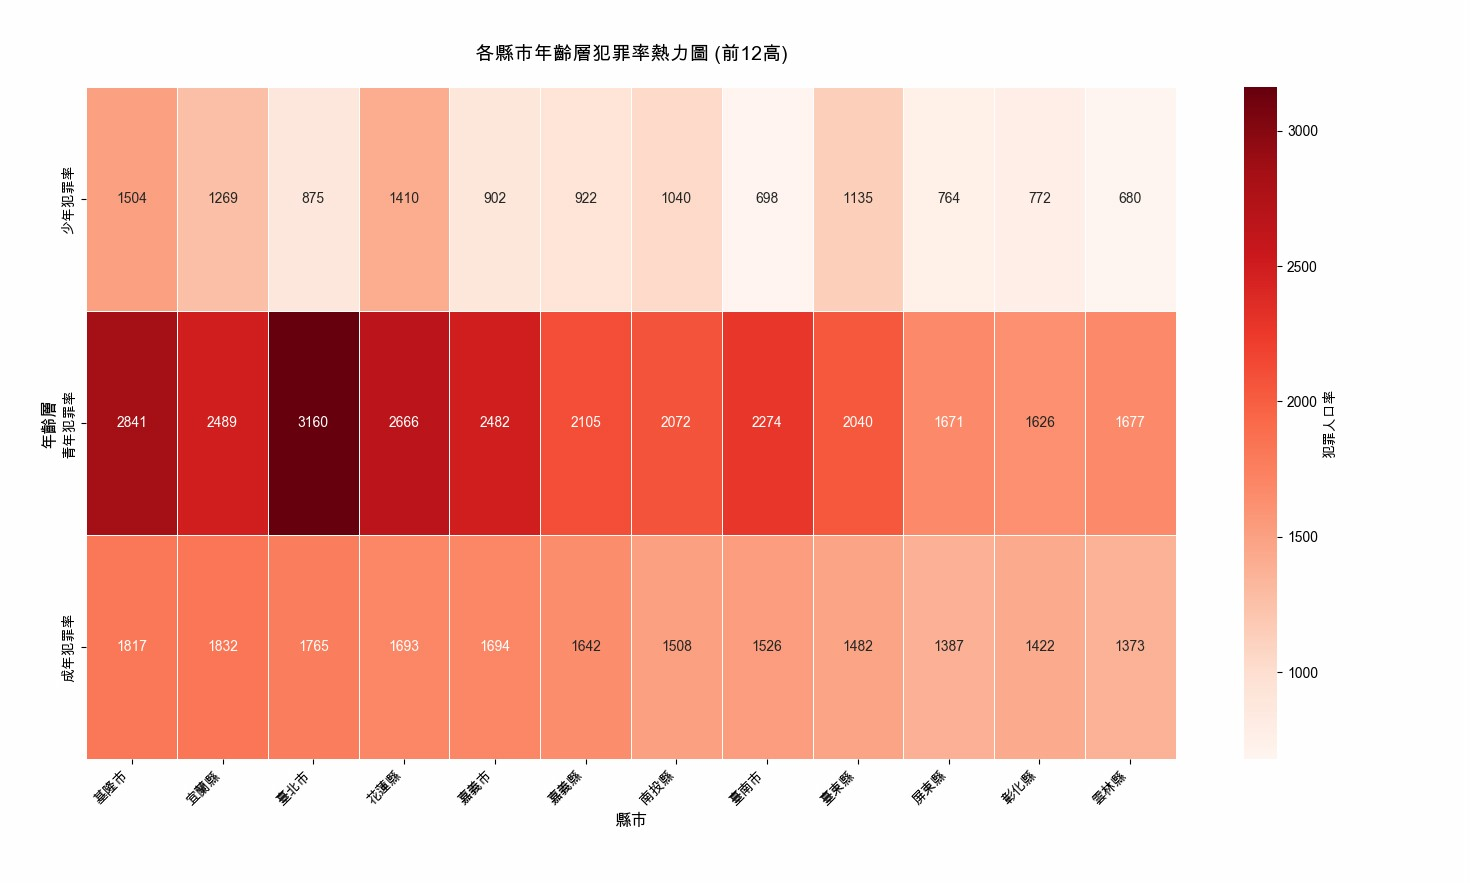 各縣市年齡層犯罪率熱力圖 (前12高)
年齡層
少年犯罪率
1504 1269 875 1410 902 922 1040 698 1135 764 772 680
青年犯罪率
2841 2489 3160 2666 2482 2105 2072 2274 2040 1671 1626 1677
成年犯罪率
1817 1832 1765 1693 1694 1642 1508 1526 1482 1387 1422 1373
基隆市 宜蘭縣 臺北市 花蓮縣 嘉義市 嘉義縣 南投縣 臺南市 臺東縣 屏東縣 彰化縣 雲林縣
縣市
3000
2500
2000
1500
1000
犯罪人口率